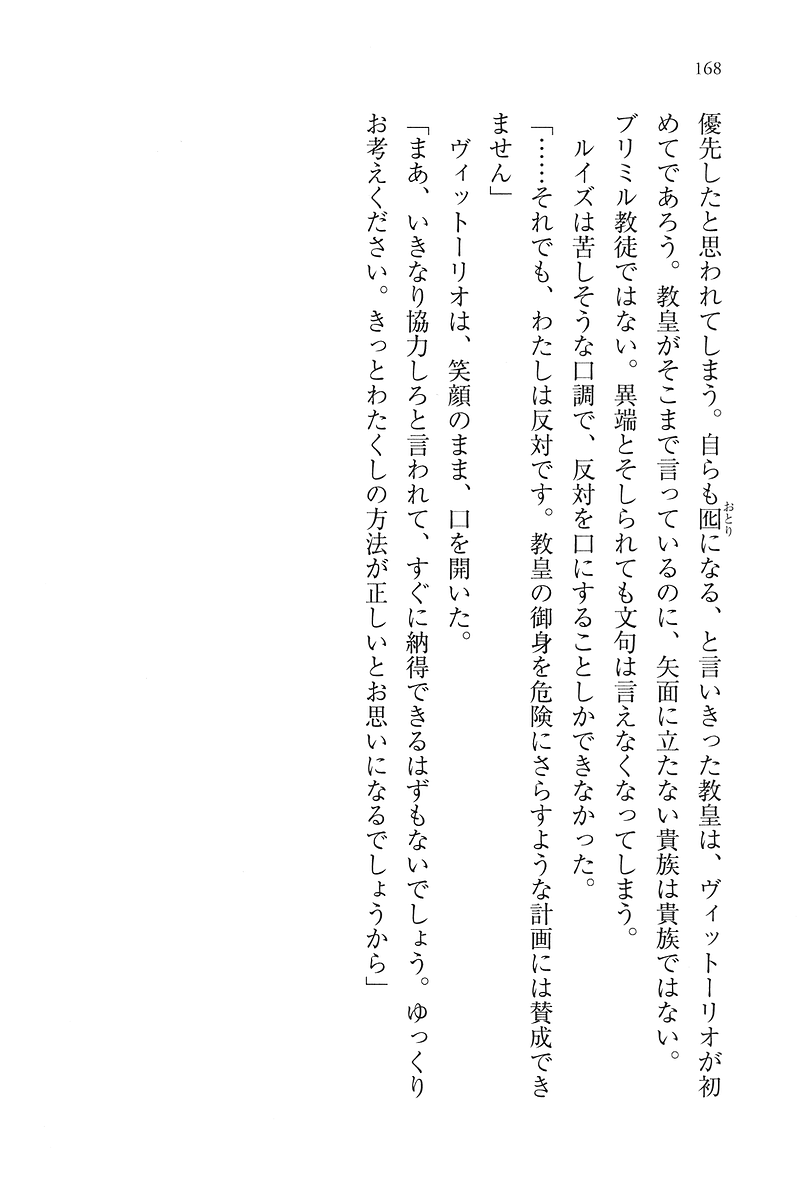 168
優先したと思われてしまう。自らも囮になる、と言いきった教皇は、ヴィットーリオが初
おとり
めてであろう。教皇がそこまで言っているのに、矢面に立たない貴族は貴族ではない。
ブリミル教徒ではない。異端とそしられても文句は言えなくなってしまう。
ルイズは苦しそうな口調で、反対を口にすることしかできなかった。
「……それでも、わたしは反対です。教皇の御身を危険にさらすような計画には賛成でき
ません」
ヴィットーリオは、笑顔のまま、口を開いた。
「まあ、いきなり協力しろと言われて、すぐに納得できるはずもないでしょう。ゆっくり
お考えください。きっとわたくしの方法が正しいとお思いになるでしょうから」